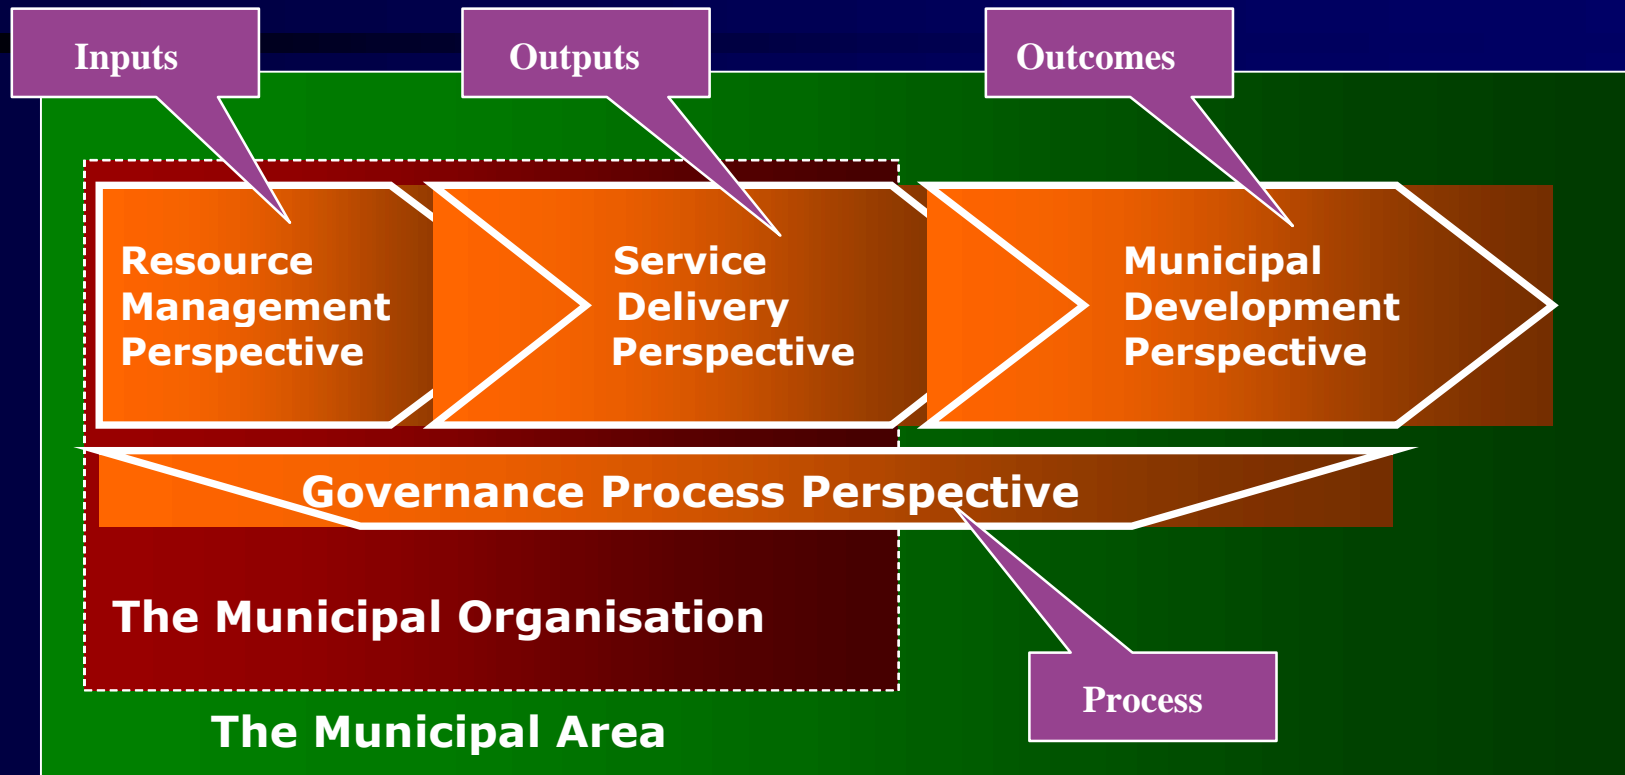 Inputs
Outputs
Outcomes
Resource
Management
Perspective
Service
Delivery
Perspective
Municipal
Development
Perspective
Governance Process Perspective
The Municipal Organisation
Process
The Municipal Area